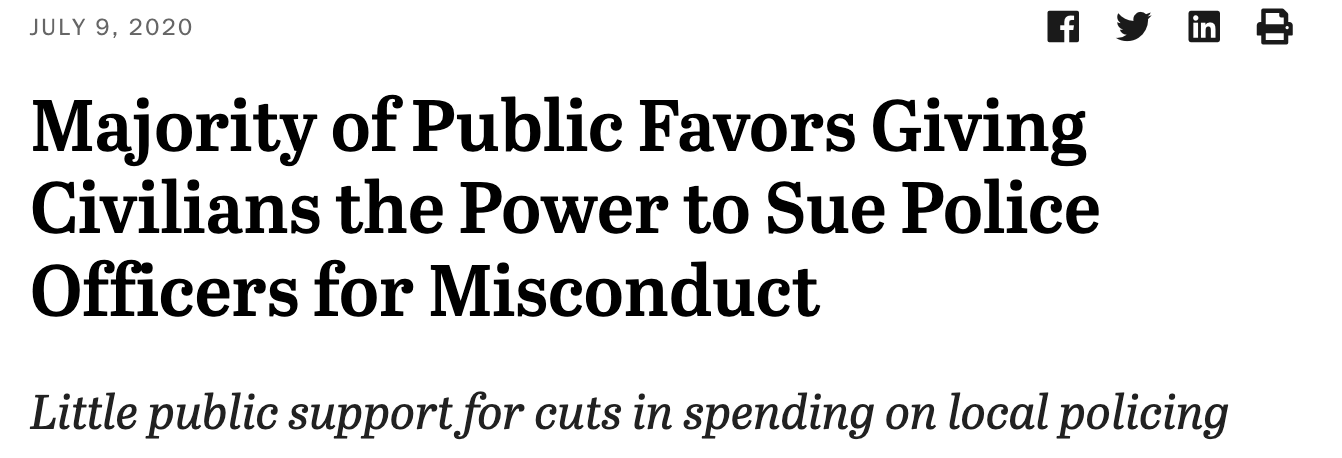 JULY 9, 2020
Majority of Public Favors Giving
Civilians the Power to Sue Police
Officers for Misconduct
Little public support for cuts in spending on local policing